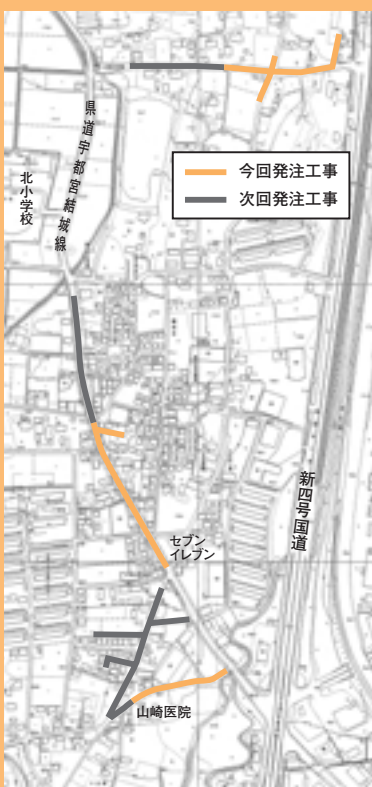 県道宇都宮結城線
北小学校
今回発注工事
次回発注工事
新四号国道
セブン
イレブン
山崎医院